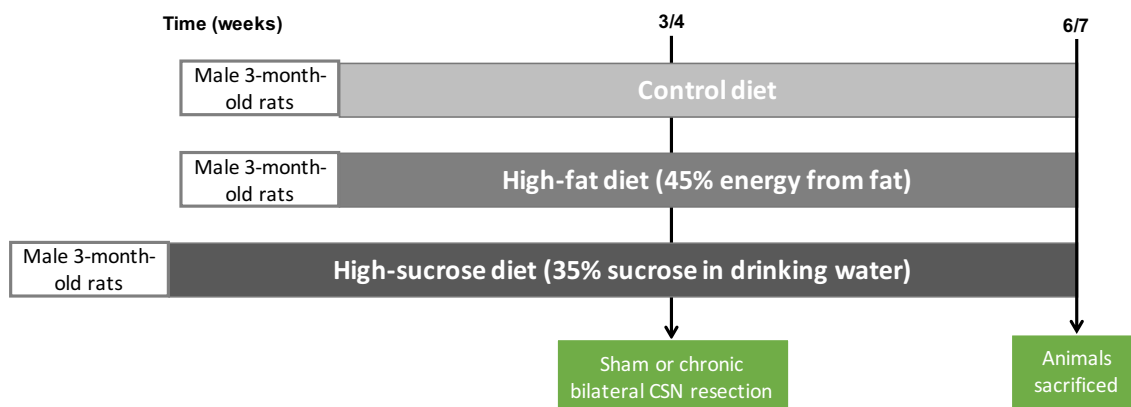 Time (weeks)
3/4
6/7
Male 3-month-
old rats
Control diet
Male 3-month-
old rats
High-fat diet (45% energy from fat)
Male 3-month-
old rats
High-sucrose diet (35% sucrose in drinking water)
Sham or chronic
bilateral CSN resection
Animals
sacrificed